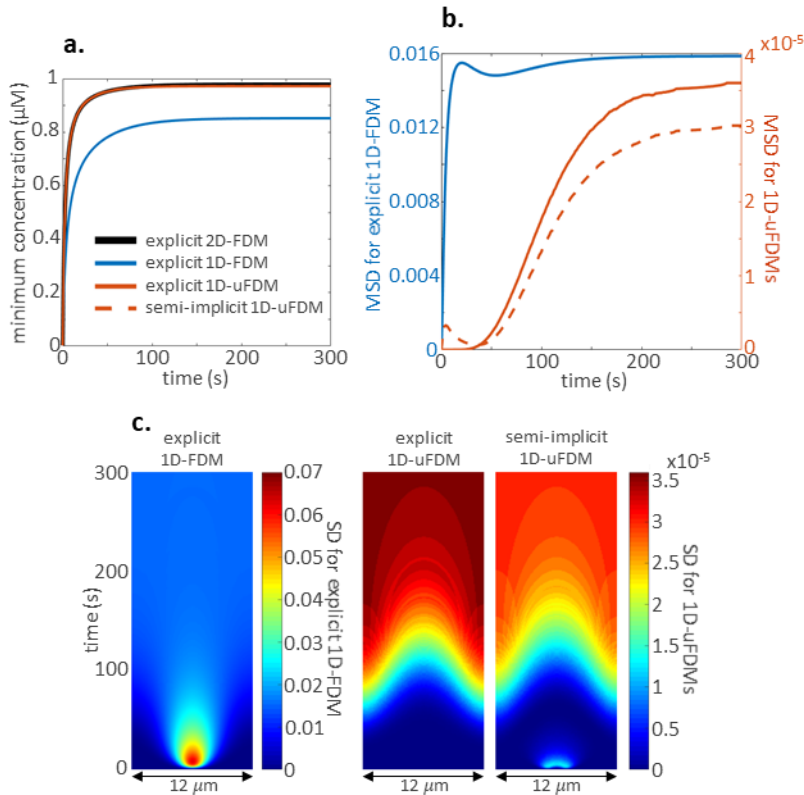 a.
minimum concentration (μM)
1
0.8
0.6
0.4
0.2
0
0
100
200
300
time (s)
explicit 2D-FDM
explicit 1D-FDM
explicit 1D-uFDM
semi-implicit 1D-uFDM
b.
MSD for explicit 1D-FDM
0.016
0.012
0.008
0.004
0
x10⁻⁵
4
3
2
1
0
MSD for 1D-uFDMs
0
100
200
300
time (s)
c.
explicit
1D-FDM
time (s)
300
200
100
0
12 μm
0.07
0.06
0.05
0.04
0.03
0.02
0.01
0
SD for explicit 1D-FDM
explicit
1D-uFDM
semi-implicit
1D-uFDM
12 μm
x10⁻⁵
3.5
3
2.5
2
1.5
1
0.5
0
SD for 1D-uFDMs